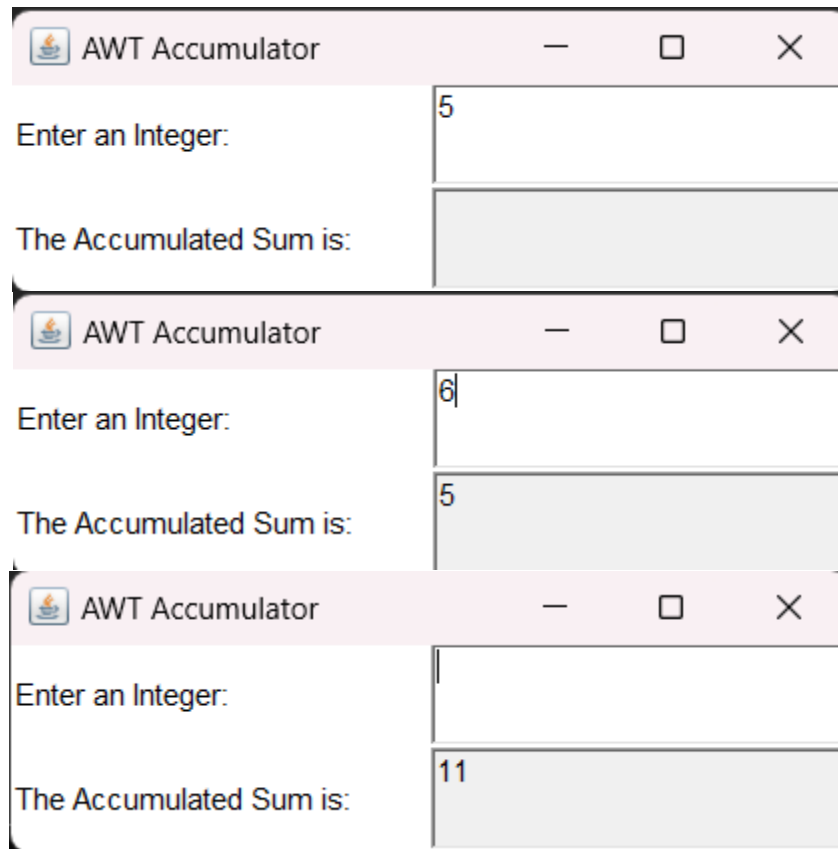 AWT Accumulator
Enter an Integer: 5
The Accumulated Sum is:
AWT Accumulator
Enter an Integer: 6
The Accumulated Sum is: 5
AWT Accumulator
Enter an Integer:
The Accumulated Sum is: 11